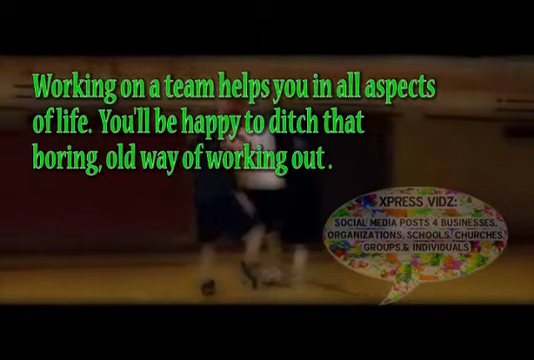 Working on a team helps you in all aspects
of life. You'll be happy to ditch that
boring, old way of working out .
XPRESS VIDZ:
SOCIAL MEDIA POSTS 4 BUSINESSES,
ORGANIZATIONS, SCHOOLS, CHURCHES,
GROUPS & INDIVIDUALS